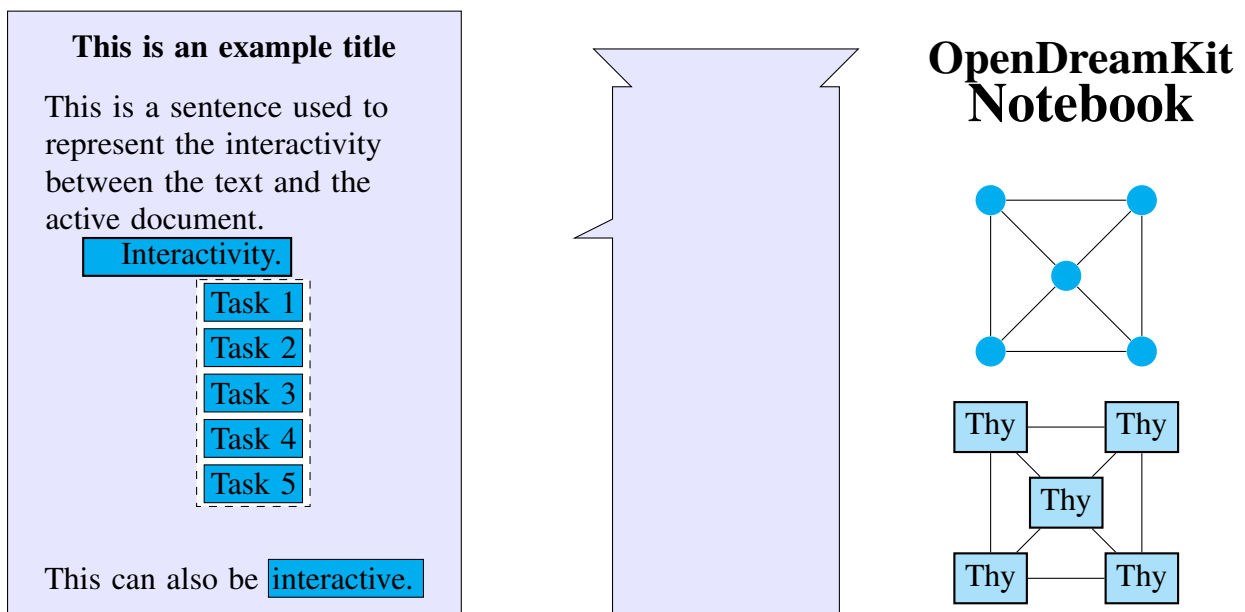 This is an example title
This is a sentence used to
represent the interactivity
between the text and the
active document.
Interactivity.
Task 1
Task 2
Task 3
Task 4
Task 5
This can also be interactive.
OpenDreamKit
Notebook
Thy
Thy
Thy
Thy
Thy